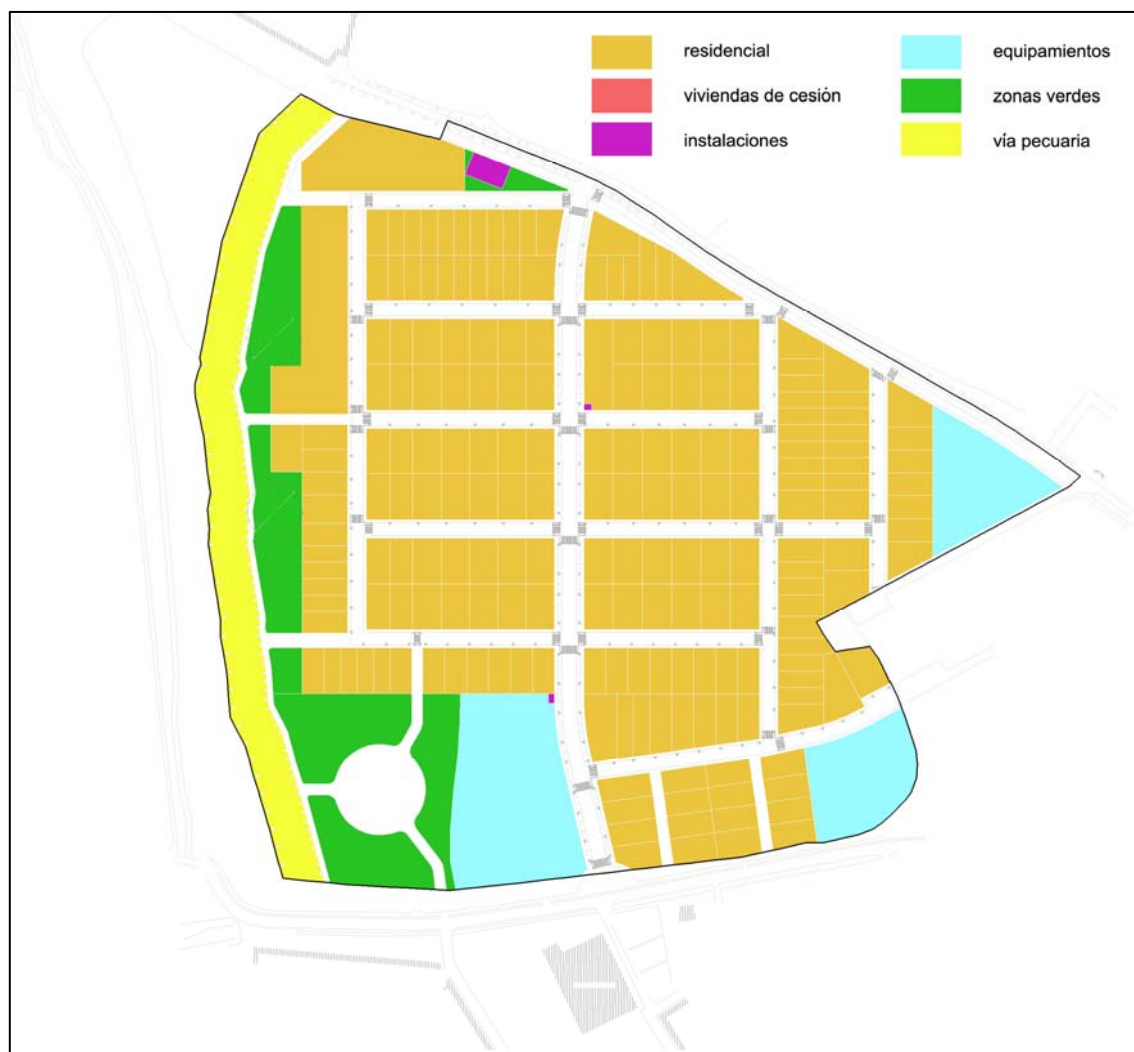 residencial
viviendas de cesión
instalaciones
equipamientos
zonas verdes
vía pecuaria